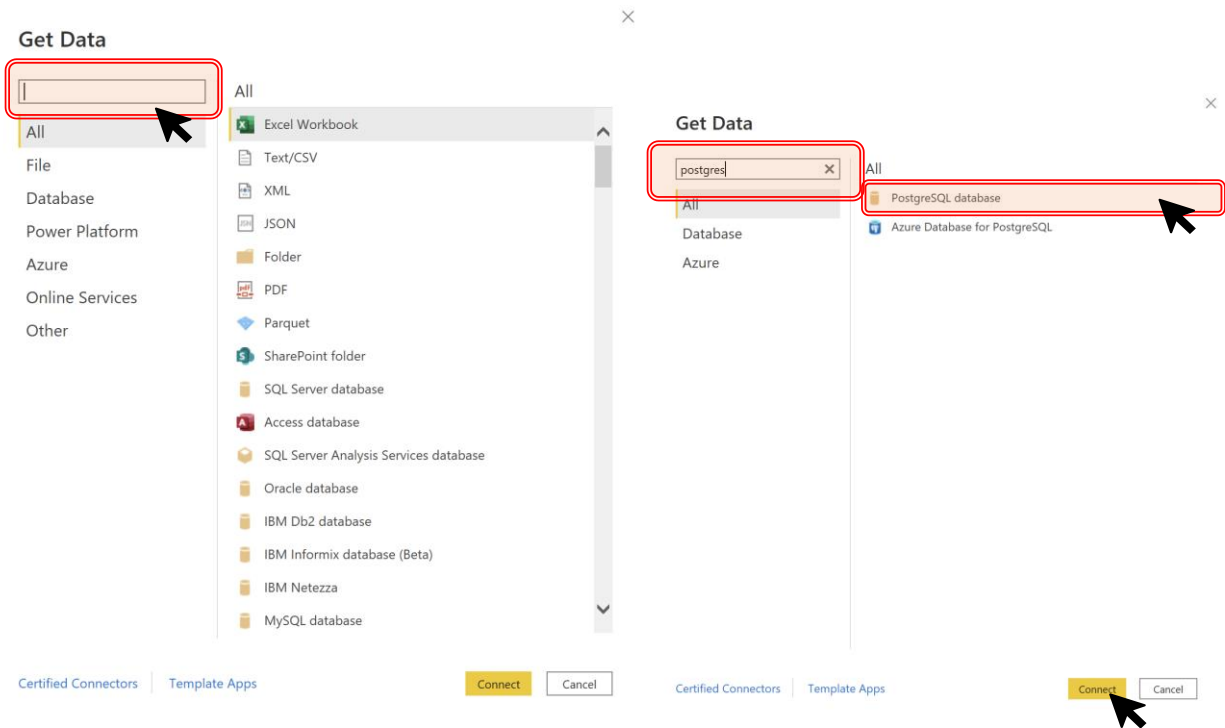 Get Data
All
File
Database
Power Platform
Azure
Online Services
Other
All
Excel Workbook
Text/CSV
XML
JSON
Folder
PDF
Parquet
SharePoint folder
SQL Server database
Access database
SQL Server Analysis Services database
Oracle database
IBM Db2 database
IBM Informix database (Beta)
IBM Netezza
MySQL database
Certified Connectors
Template Apps
Connect
Cancel
Get Data
postgres
All
Database
Azure
All
PostgreSQL database
Azure Database for PostgreSQL
Certified Connectors
Template Apps
Connect
Cancel